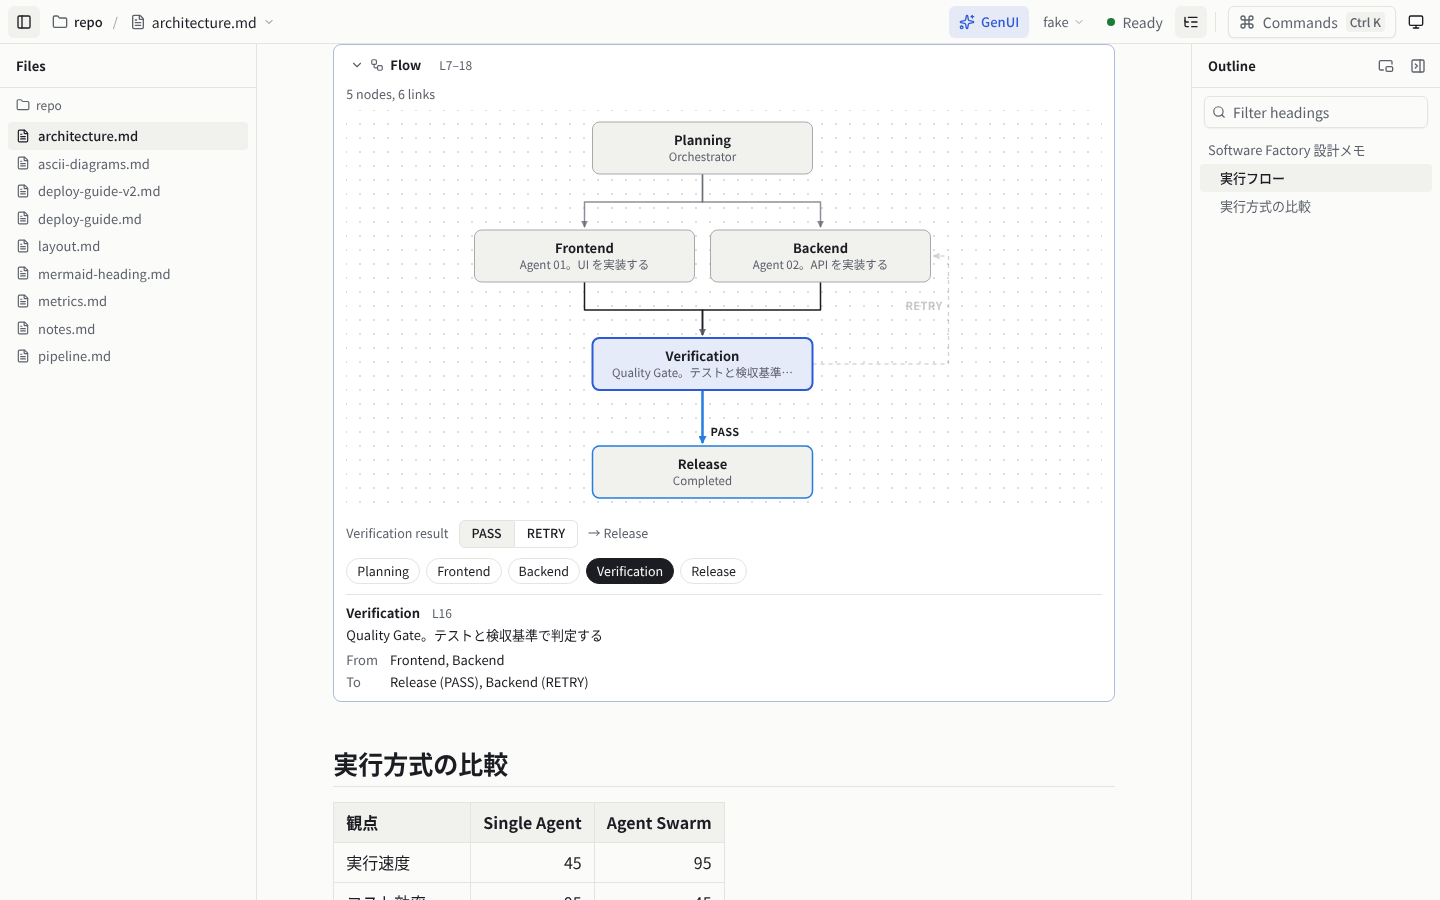 repo / architecture.md
GenUI
fake
Ready
Commands Ctrl K
Files
repo
architecture.md
ascii-diagrams.md
deploy-guide-v2.md
deploy-guide.md
layout.md
mermaid-heading.md
metrics.md
notes.md
pipeline.md
Flow L7–18
5 nodes, 6 links
Planning
Orchestrator
Frontend
Agent 01。UI を実装する
Backend
Agent 02。API を実装する
RETRY
Verification
Quality Gate。テストと検収基準…
PASS
Release
Completed
Verification result PASS RETRY → Release
Planning Frontend Backend Verification Release
Verification L16
Quality Gate。テストと検収基準で判定する
From Frontend, Backend
To Release (PASS), Backend (RETRY)
実行方式の比較
観点 Single Agent Agent Swarm
実行速度 45 95
Outline
Filter headings
Software Factory 設計メモ
実行フロー
実行方式の比較